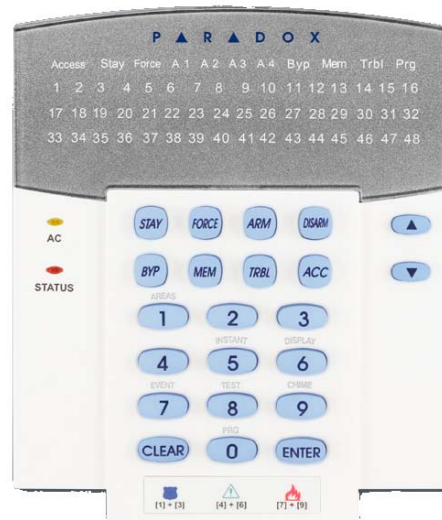 PARADOX
Access Stay Force A1 A2 A3 A4 Byp Mem Trbl Prg
1 2 3 4 5 6 7 8 9 10 11 12 13 14 15 16
17 18 19 20 21 22 23 24 25 26 27 28 29 30 31 32
33 34 35 36 37 38 39 40 41 42 43 44 45 46 47 48
STAY FORCE ARM DISARM
AC
BYP MEM TRBL ACC
STATUS
AREAS
1 2 3
INSTANT DISPLAY
4 5 6
EVENT TEST CHIME
7 8 9
PRG
CLEAR 0 ENTER
[1] + [3] [4] + [6] [7] + [9]